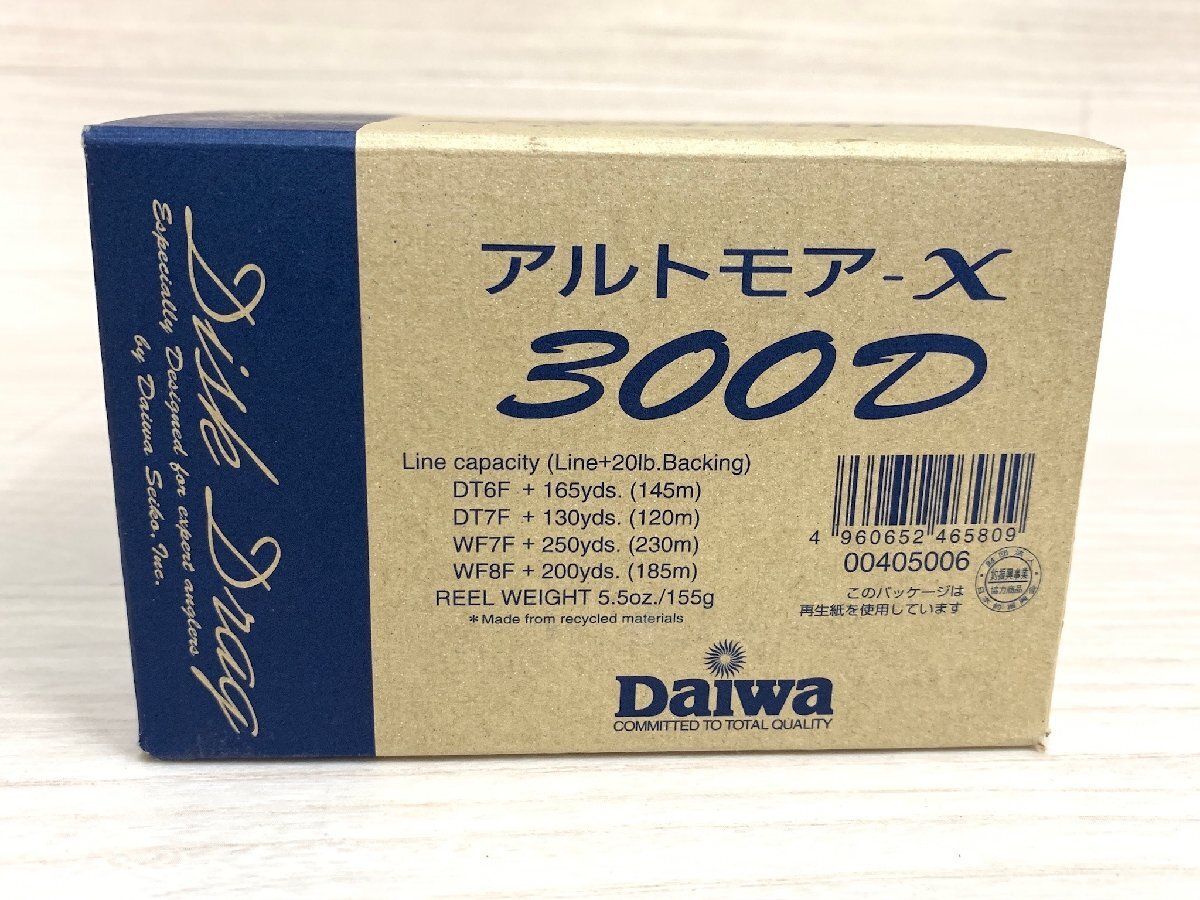 Disk Drag
Especially Designed for expert anglers
by Daiwa Seiko, Inc.
アルトモア-X
300D
Line capacity (Line+20lb.Backing)
DT6F + 165yds. (145m)
DT7F + 130yds. (120m)
WF7F + 250yds. (230m)
WF8F + 200yds. (185m)
REEL WEIGHT 5.5oz./155g
*Made from recycled materials
4 960652 465809
00405006
このパッケージは
再生紙を使用しています
Daiwa
COMMITTED TO TOTAL QUALITY